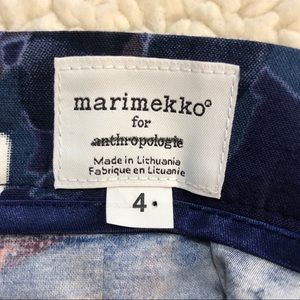 marimekko®
for
anthropologie
Made in Lithuania
Fabriqué en Lituanie
4